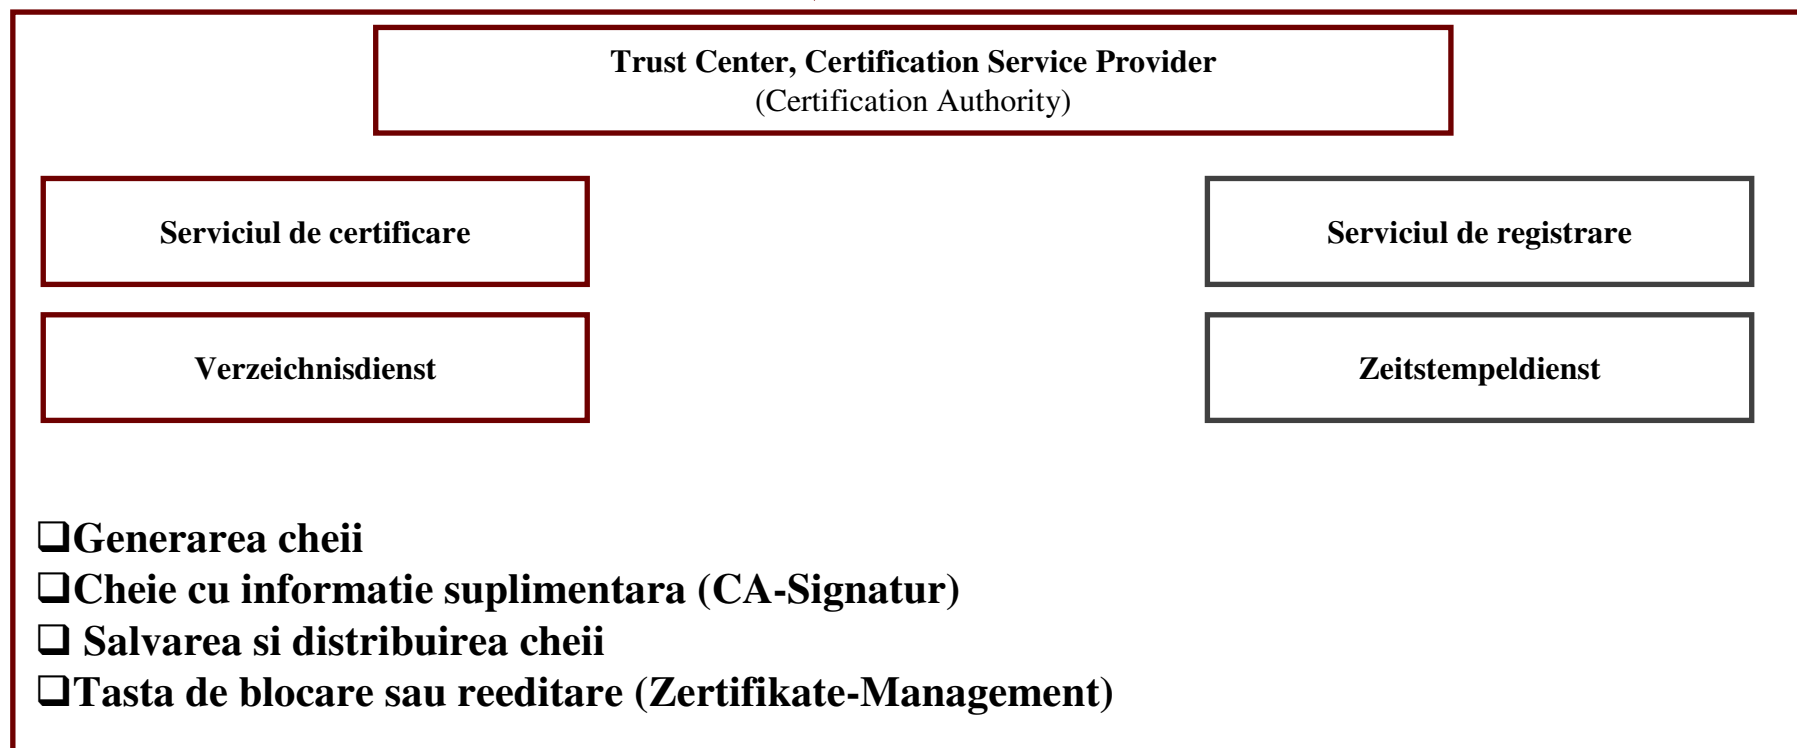 Trust Center, Certification Service Provider
(Certification Authority)
Serviciul de certificare
Serviciul de registrare
Verzeichnisdienst
Zeitstempeldienst
❑Generarea cheii
❑Cheie cu informatie suplimentara (CA-Signatur)
❑ Salvarea si distribuirea cheii
❑Tasta de blocare sau reeditare (Zertifikate-Management)